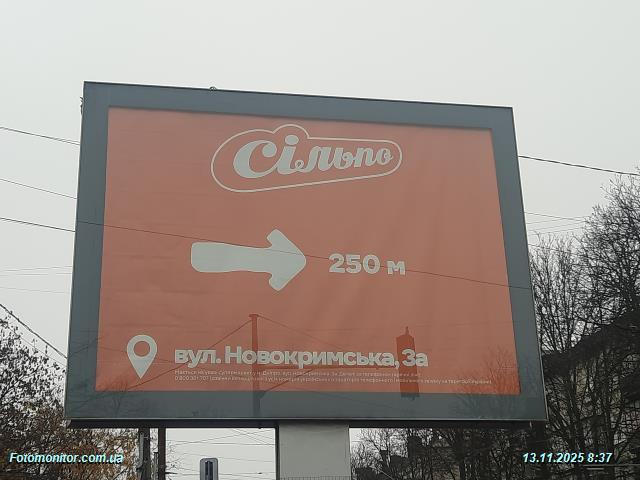 Сільпо
250 м
вул. Новокримська, 3а
Fotomonitor.com.ua
13.11.2025 8:37